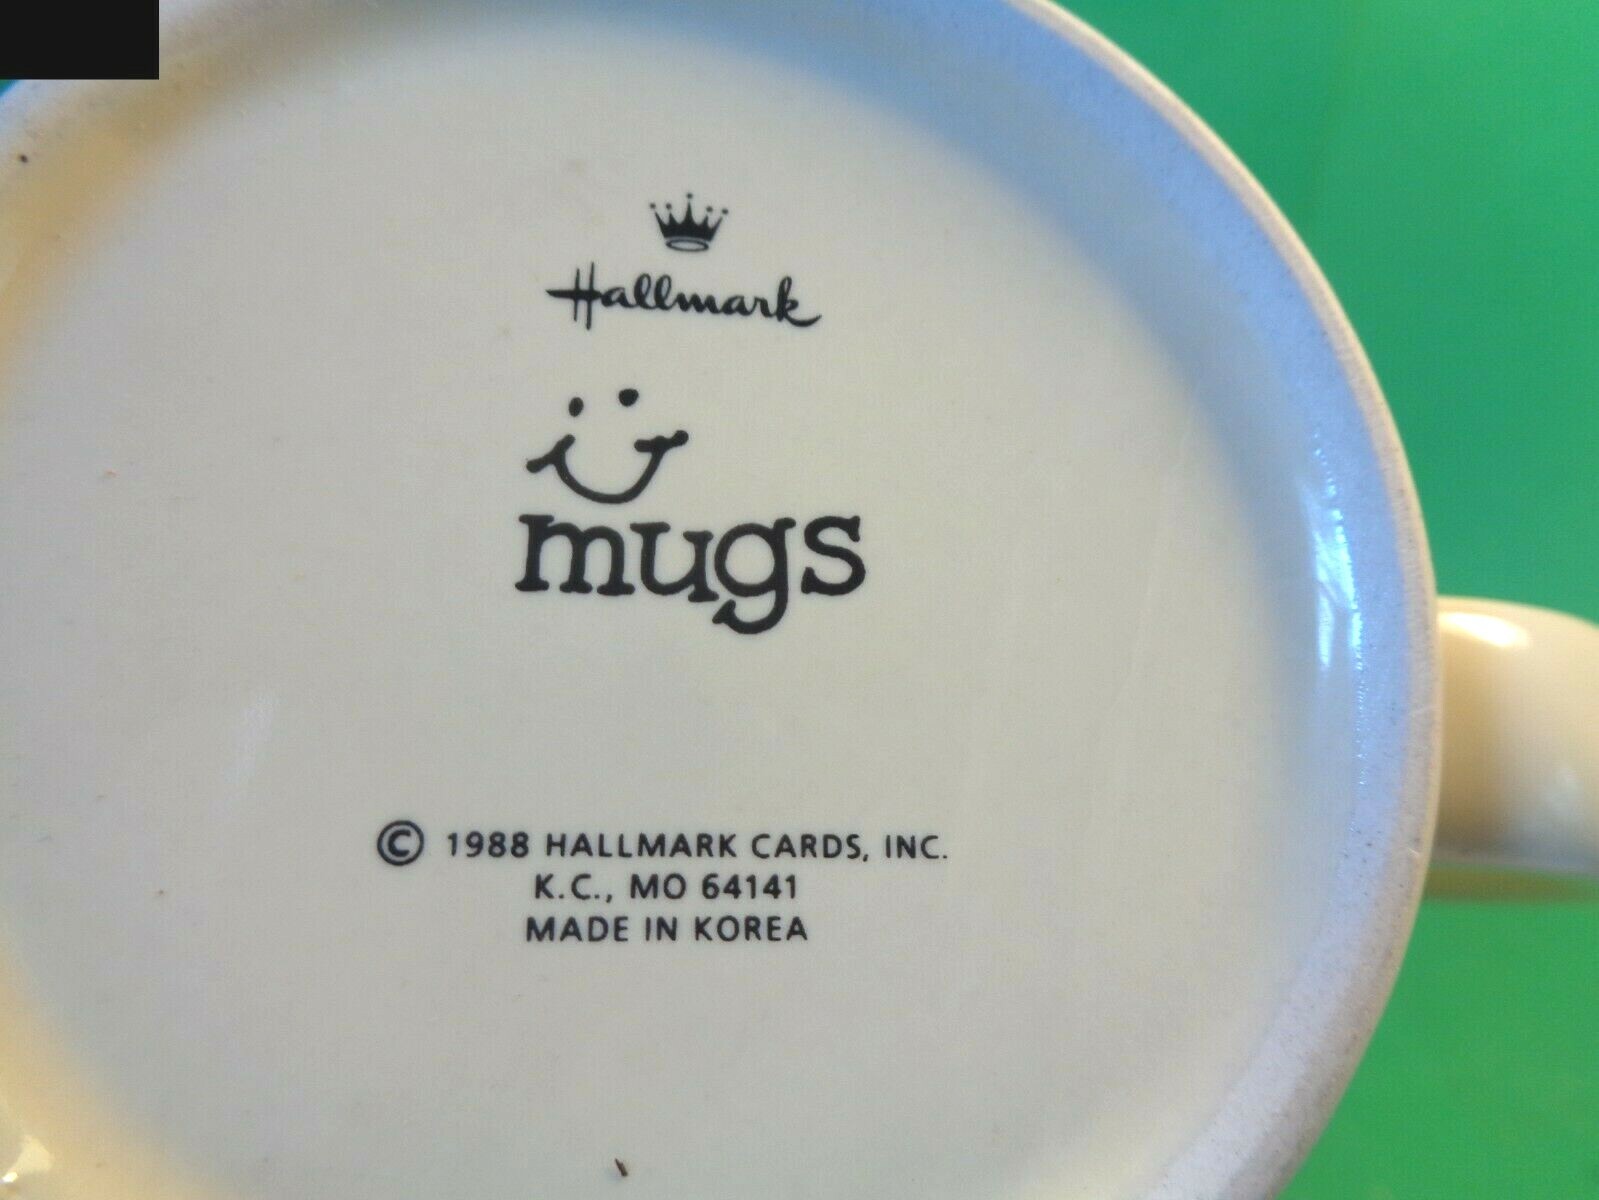 Hallmark
mugs
© 1988 HALLMARK CARDS, INC.
K.C., MO 64141
MADE IN KOREA